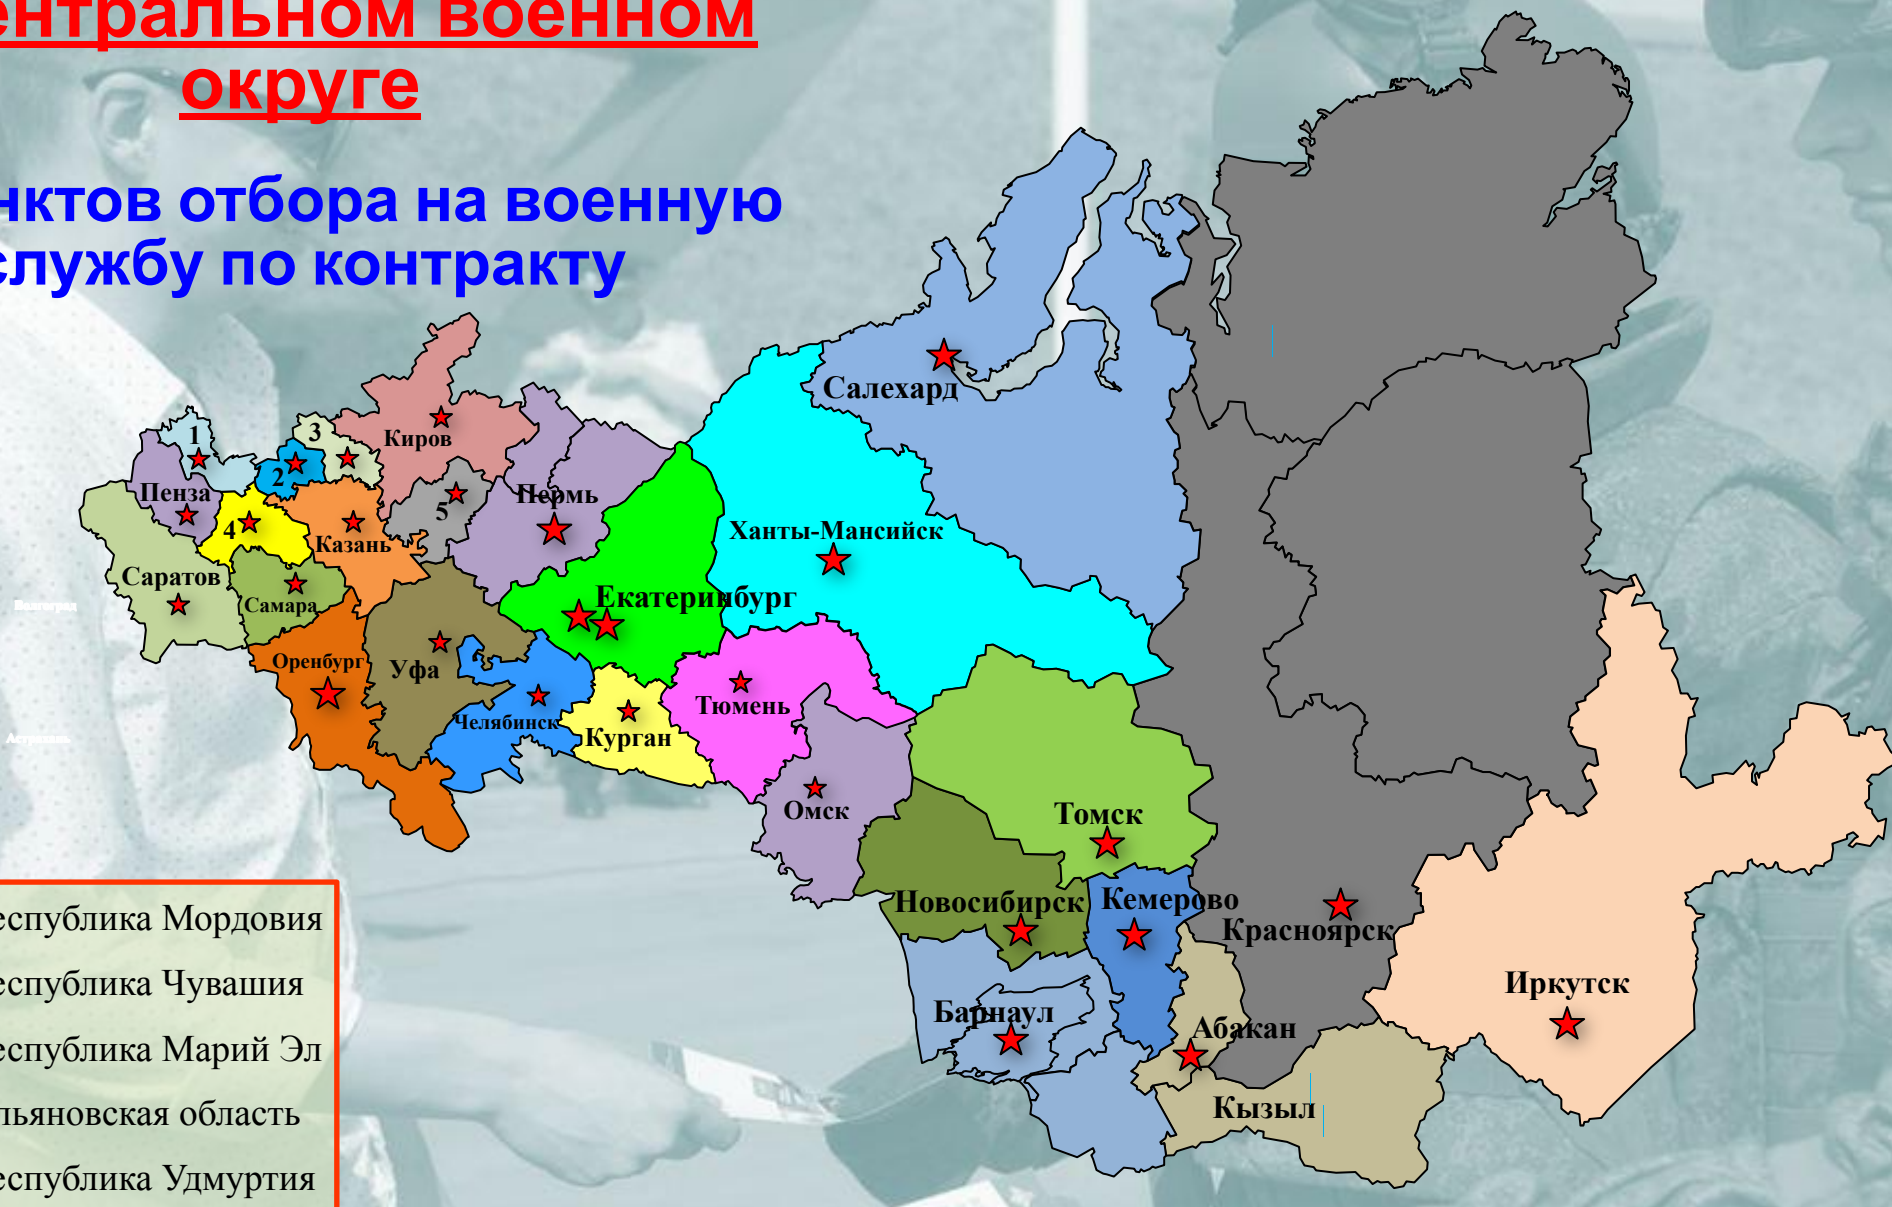 ентральном военном
округе
нктов отбора на военную
службу по контракту
Салехард
1
3
Киров
2
Пенза
5
Пермь
4
Казань
Ханты-Мансийск
Саратов
Самара
Екатеринбург
Волгоград
Оренбург
Уфа
Тюмень
Челябинск
Курган
Астрахань
Омск
Томск
Новосибирск
Кемерово
Красноярск
Иркутск
Барнаул
Абакан
Кызыл
еспублика Мордовия
еспублика Чувашия
еспублика Марий Эл
льяновская область
еспублика Удмуртия